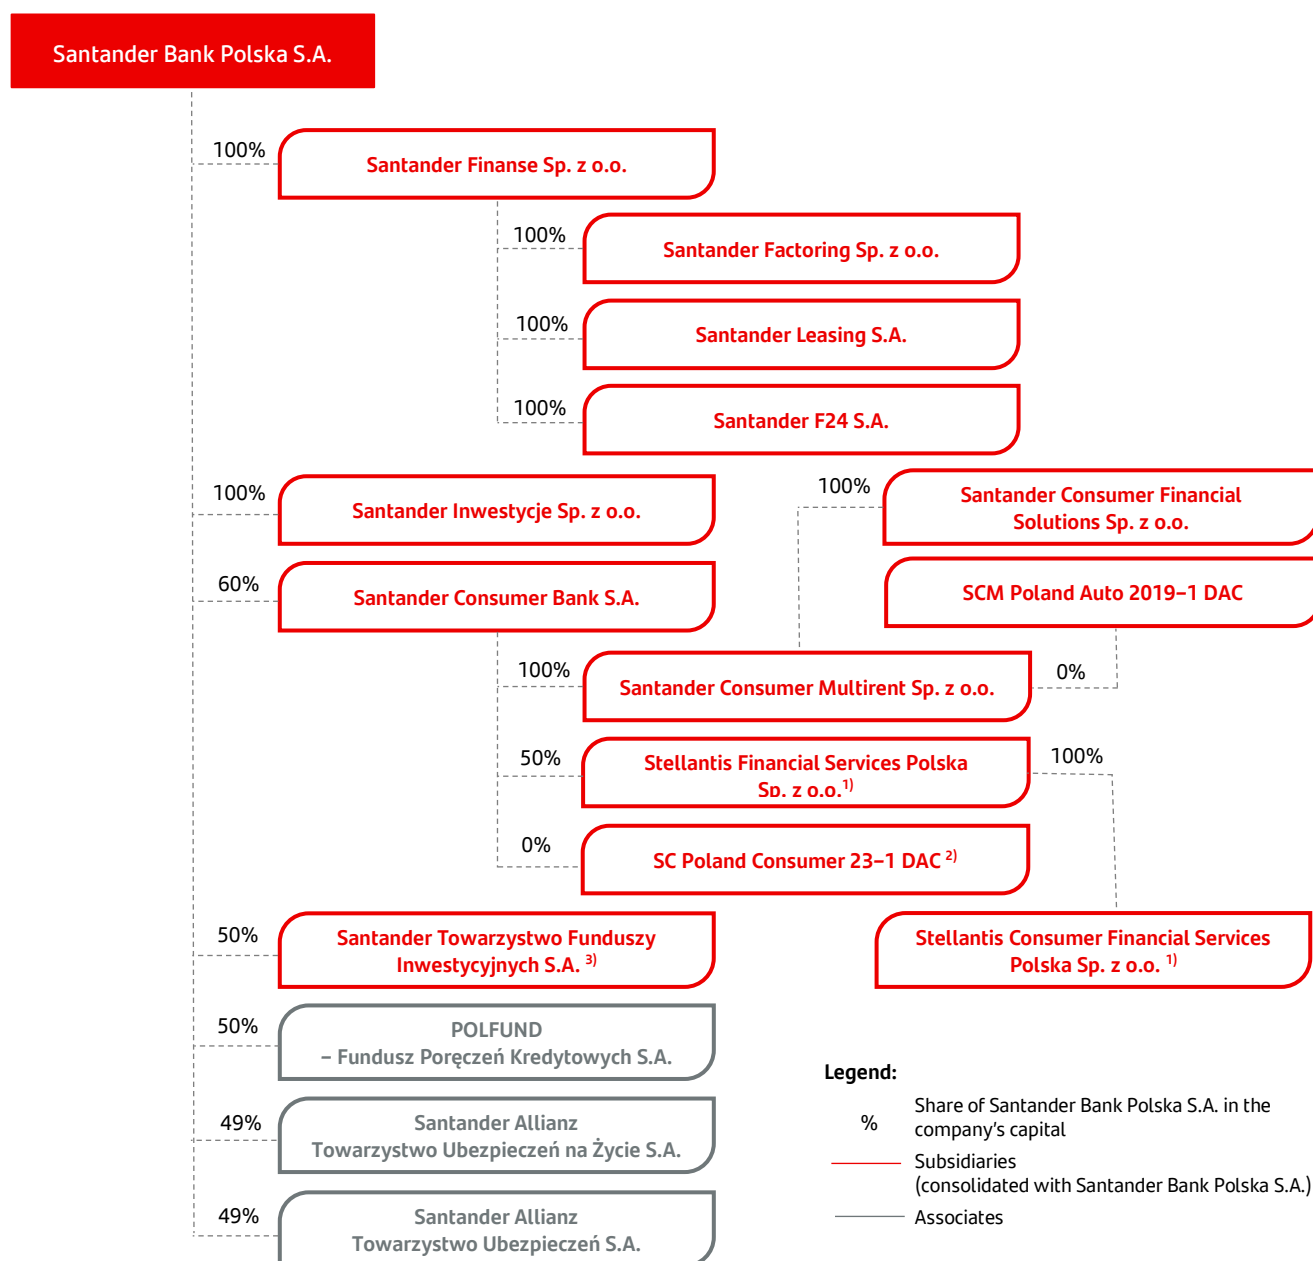 Santander Bank Polska S.A.
100%
Santander Finanse Sp. z o.o.
100%
Santander Factoring Sp. z o.o.
100%
Santander Leasing S.A.
100%
Santander F24 S.A.
100%
Santander Inwestycje Sp. z o.o.
100%
Santander Consumer Financial
Solutions Sp. z o.o.
60%
Santander Consumer Bank S.A.
SCM Poland Auto 2019–1 DAC
100%
Santander Consumer Multirent Sp. z o.o.
0%
50%
Stellantis Financial Services Polska
Sp. z o.o.1)
100%
0%
SC Poland Consumer 23–1 DAC 2)
50%
Santander Towarzystwo Funduszy
Inwestycyjnych S.A. 3)
Stellantis Consumer Financial Services
Polska Sp. z o.o. 1)
50%
POLFUND
– Fundusz Poręczeń Kredytowych S.A.
49%
Santander Allianz
Towarzystwo Ubezpieczeń na Życie S.A.
49%
Santander Allianz
Towarzystwo Ubezpieczeń S.A.
Legend:
% Share of Santander Bank Polska S.A. in the
company's capital
Subsidiaries
(consolidated with Santander Bank Polska S.A.)
Associates